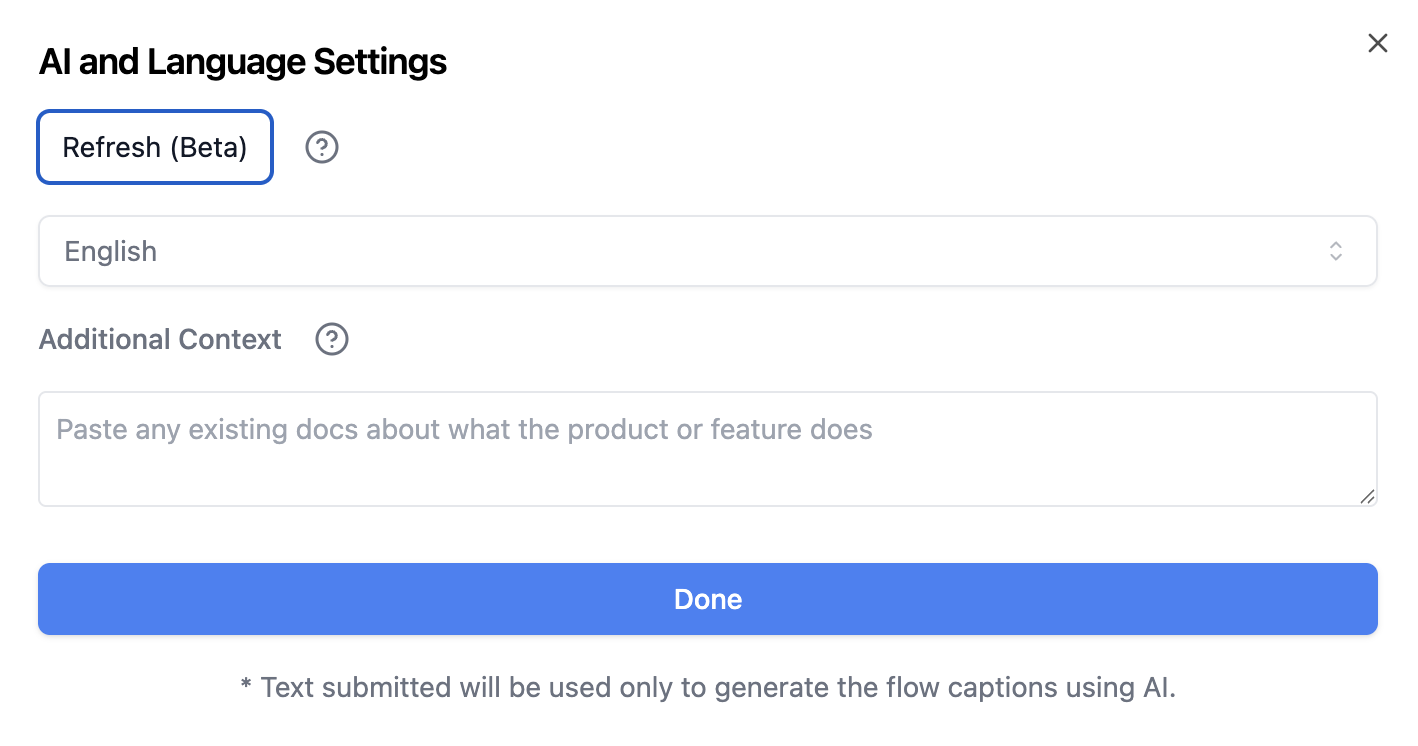 AI and Language Settings
Refresh (Beta)
English
Additional Context
Paste any existing docs about what the product or feature does
Done
* Text submitted will be used only to generate the flow captions using AI.